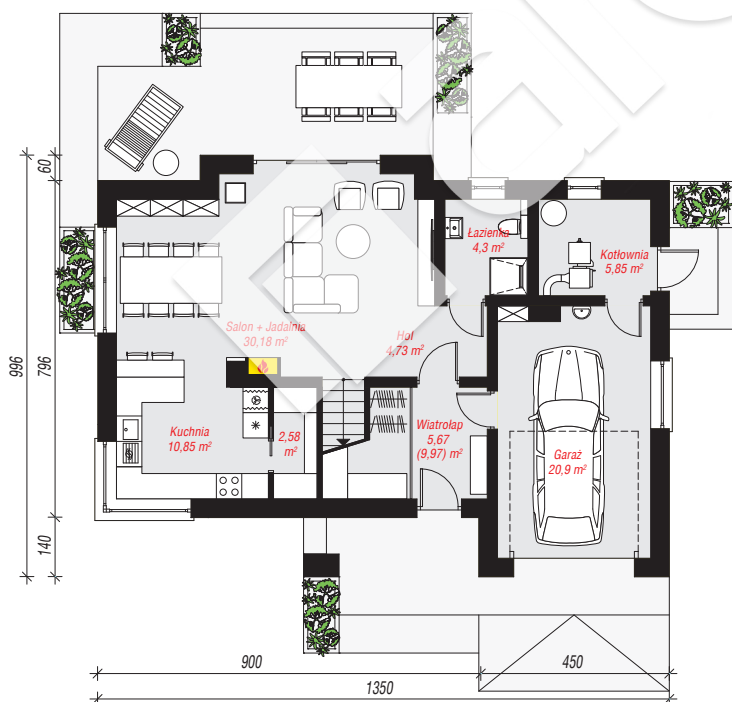 Łazienka
4,3 m²
Kotłownia
5,85 m²
Salon + Jadalnia
30,18 m²
Hol
4,73 m²
Kuchnia
10,85 m²
2,58
m²
Wiatrołap
5,67
(9,97) m²
Garaż
20,9 m²
60
996
796
140
900
450
1350